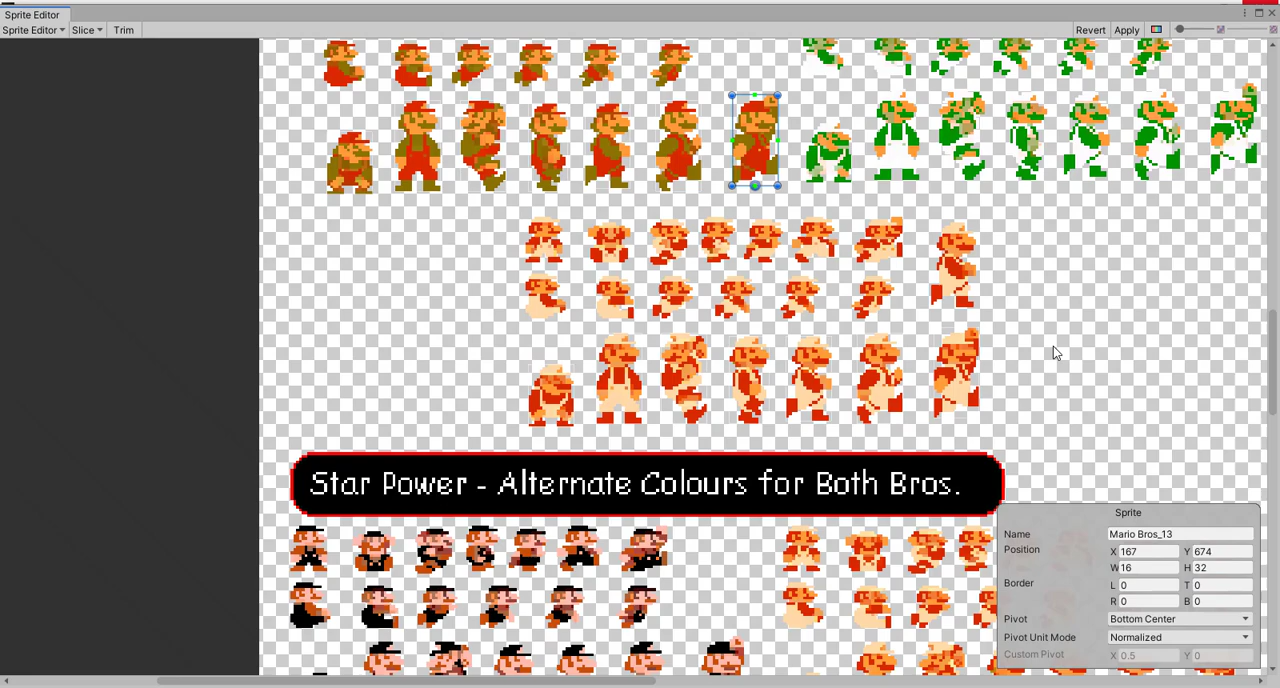 Sprite Editor
Sprite Editor Slice Trim Revert Apply
Star Power - Alternate Colours for Both Bros.
Sprite
Name Mario Bros_13
Position X 167 Y 674
W 16 H 32
Border L 0 T 0
R 0 B 0
Pivot Bottom Center
Pivot Unit Mode Normalized
Custom Pivot X 0.5 Y 0